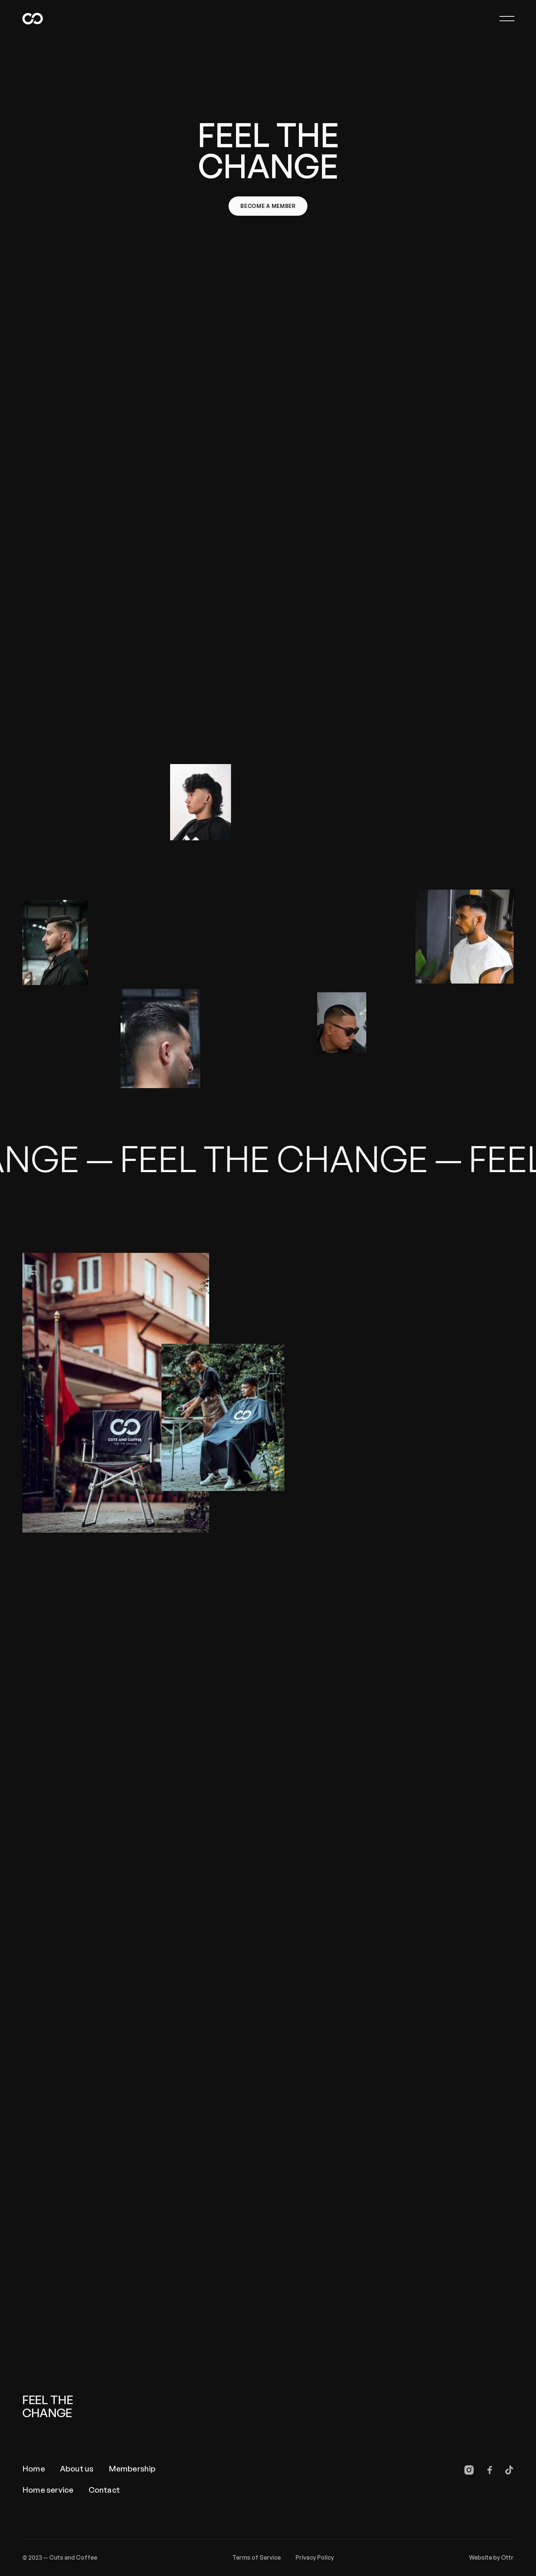 FEEL THE
CHANGE
BECOME A MEMBER
ANGE — FEEL THE CHANGE — FEEL
CUTS AND COFFEE
FEEL THE
CHANGE
Home About us Membership
Home service Contact
© 2023 — Cuts and Coffee Terms of Service Privacy Policy Website by Ottr